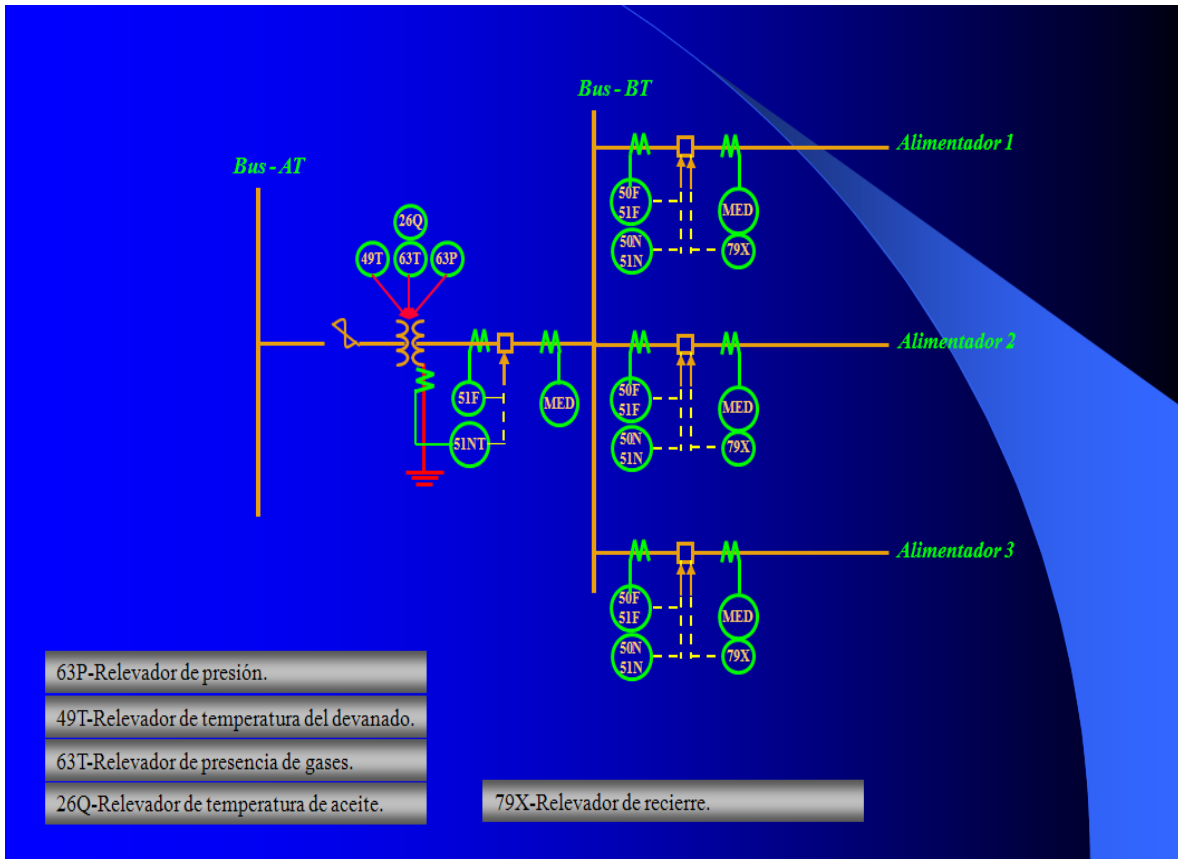 Bus - BT
Alimentador 1
Bus - AT
50F
51F
MED
26Q
50N
51N
79X
49T
63T
63P
Alimentador 2
51F
MED
50F
51F
MED
51NT
50N
51N
79X
Alimentador 3
50F
51F
MED
50N
51N
79X
63P-Relevador de presión.
49T-Relevador de temperatura del devanado.
63T-Relevador de presencia de gases.
26Q-Relevador de temperatura de aceite.
79X-Relevador de recierre.